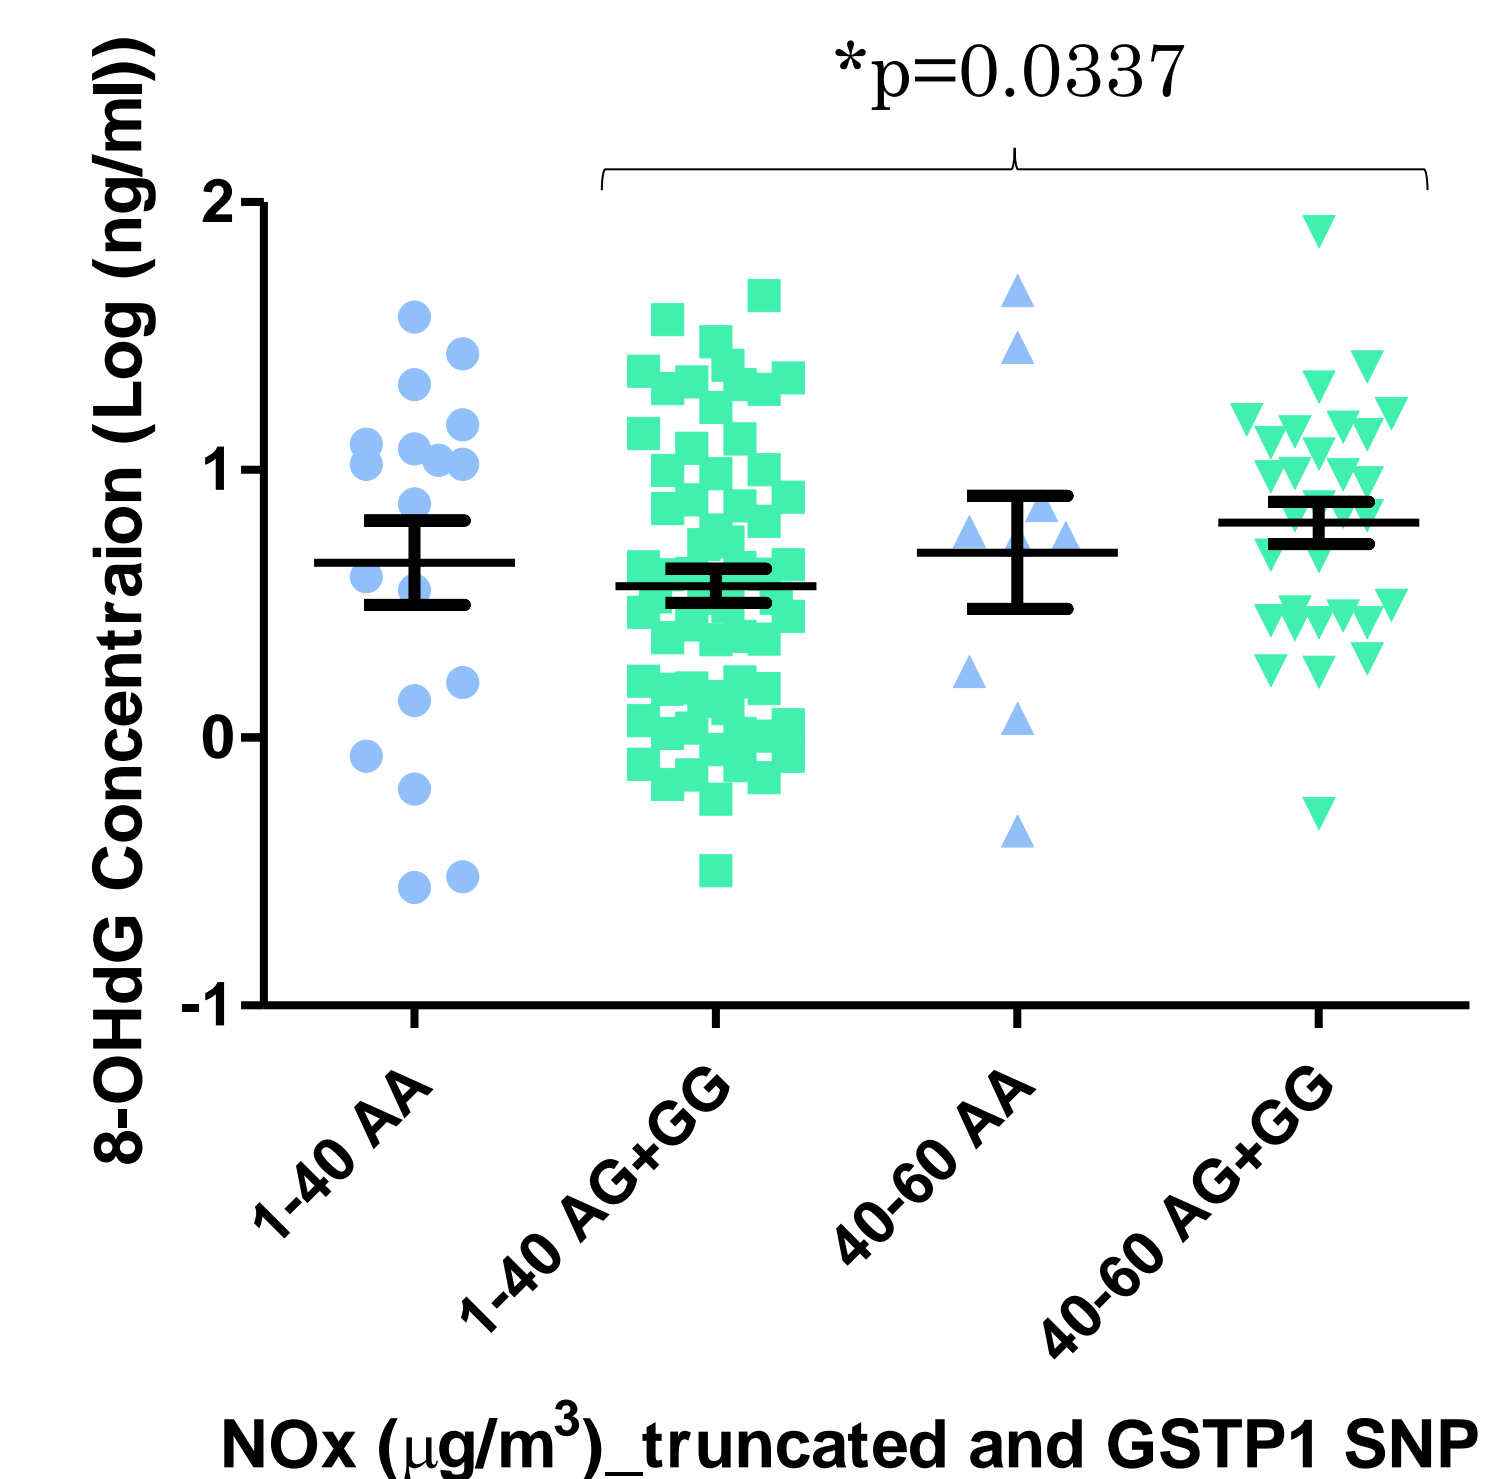 *p=0.0337
8-OHdG Concentraion (Log (ng/ml))
2
1
0
-1
1-40 AA
1-40 AG+GG
40-60 AA
40-60 AG+GG
NOx (μg/m³)_truncated and GSTP1 SNP